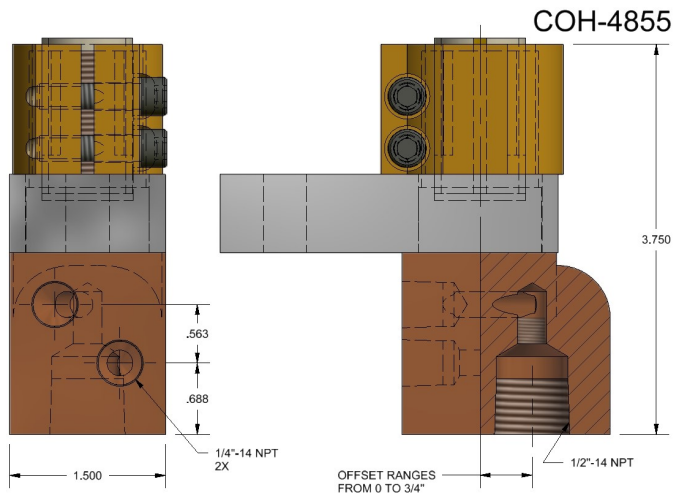 COH-4855
3.750
.563
.688
1/4"-14 NPT
2X
1.500
OFFSET RANGES
FROM 0 TO 3/4"
1/2"-14 NPT